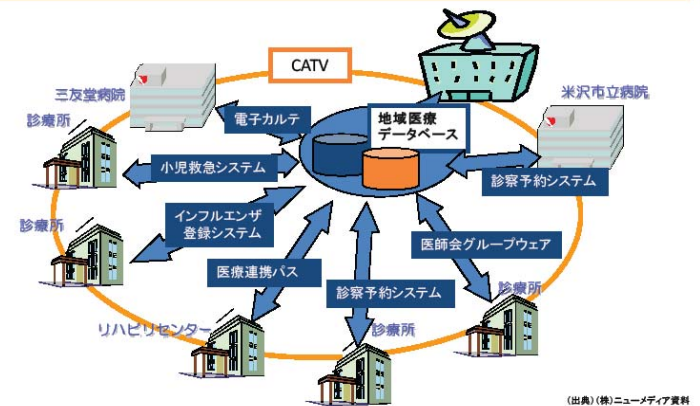 CATV
三友堂病院
米沢市立病院
診療所
電子カルテ
地域医療
データベース
小児救急システム
診察予約システム
診療所
インフルエンザ
登録システム
医師会グループウェア
医療連携パス
診察予約システム
診療所
リハビリセンター
診療所
(出典)(株)ニューメディア資料